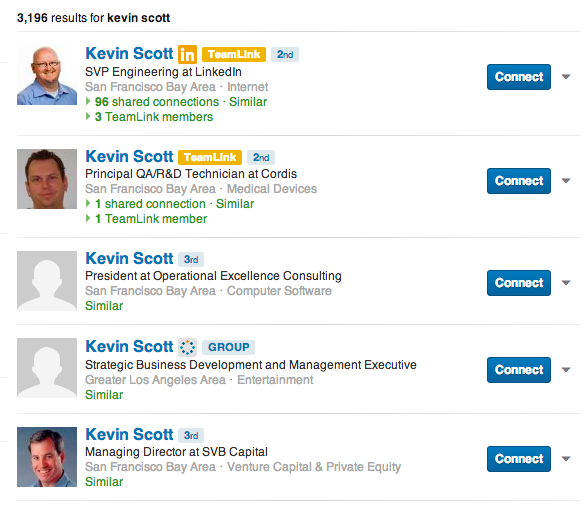 3,196 results for kevin scott
Kevin Scott in TeamLink 2nd
SVP Engineering at LinkedIn
San Francisco Bay Area · Internet
96 shared connections · Similar
3 TeamLink members
Connect
Kevin Scott TeamLink 2nd
Principal QA/R&D Technician at Cordis
San Francisco Bay Area · Medical Devices
1 shared connection · Similar
1 TeamLink member
Connect
Kevin Scott 3rd
President at Operational Excellence Consulting
San Francisco Bay Area · Computer Software
Similar
Connect
Kevin Scott GROUP
Strategic Business Development and Management Executive
Greater Los Angeles Area · Entertainment
Similar
Connect
Kevin Scott 3rd
Managing Director at SVB Capital
San Francisco Bay Area · Venture Capital & Private Equity
Similar
Connect